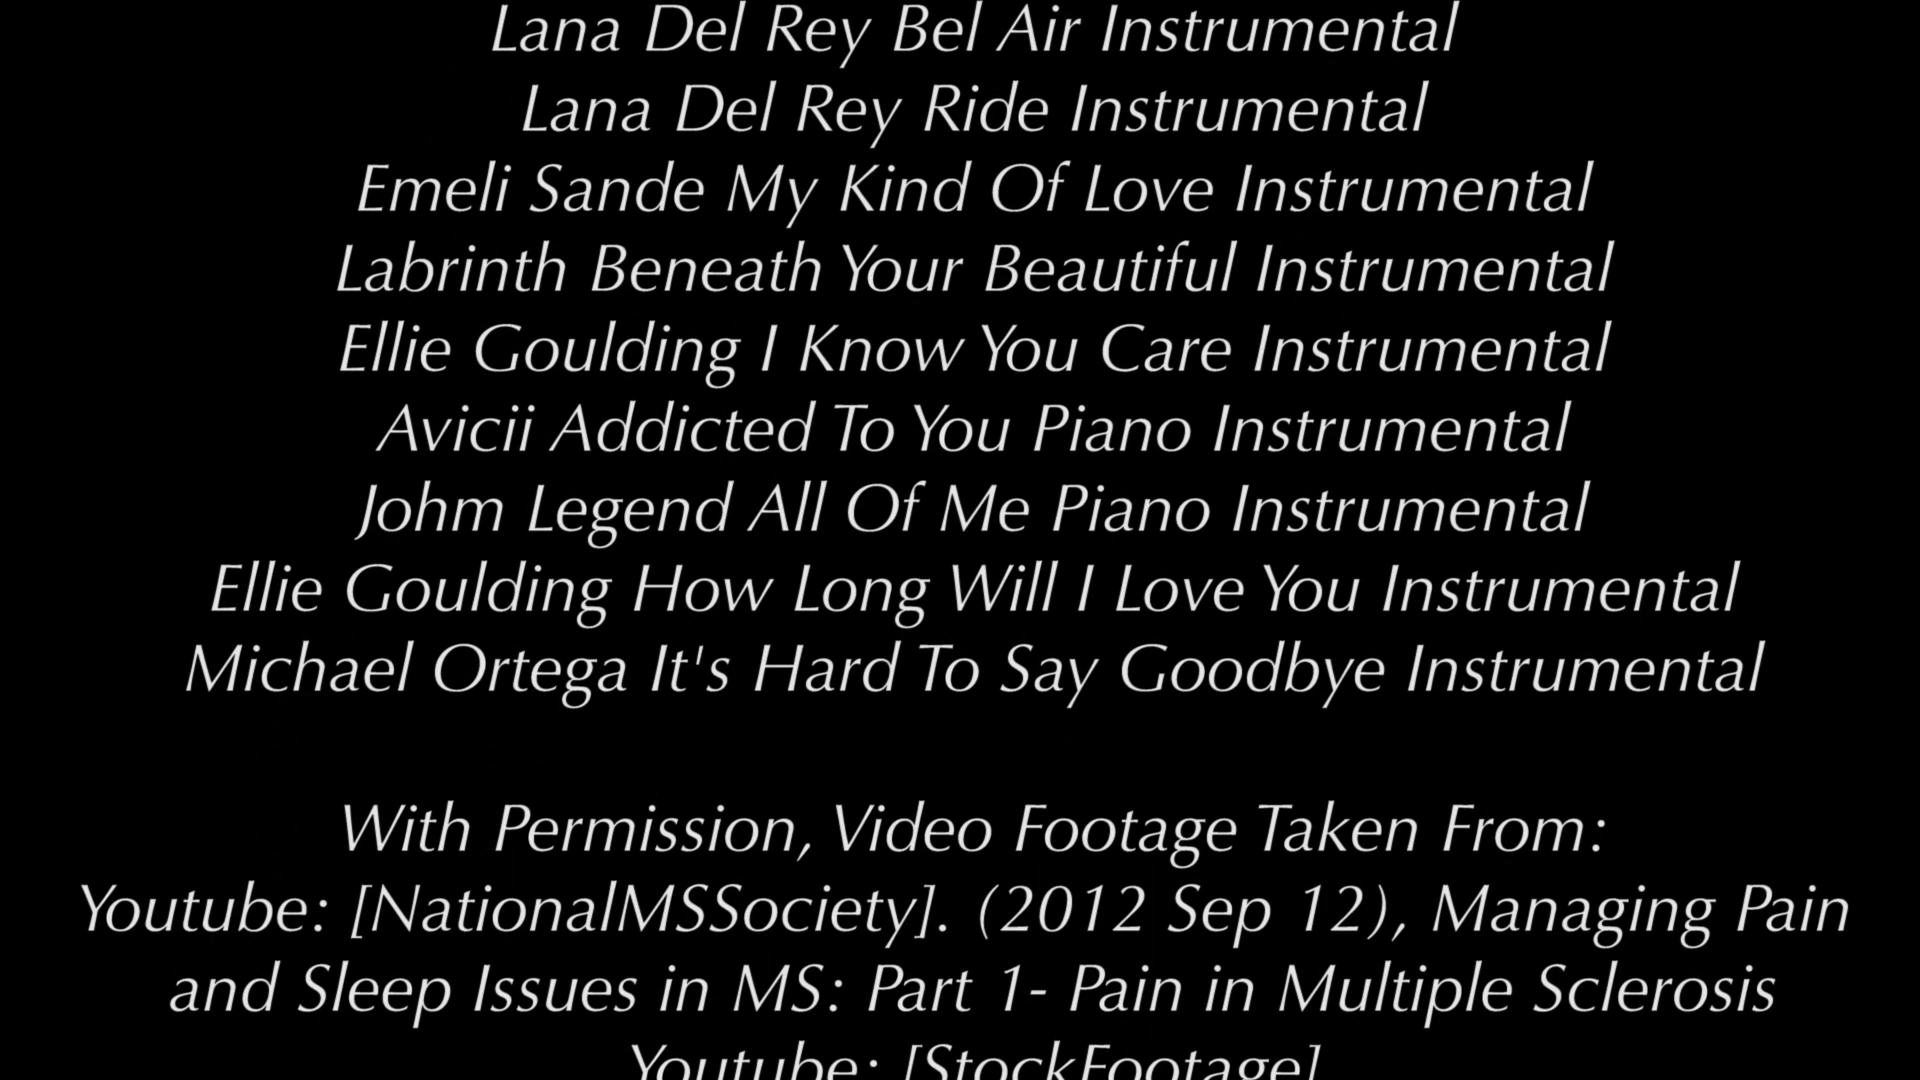 Lana Del Rey Bel Air Instrumental
Lana Del Rey Ride Instrumental
Emeli Sande My Kind Of Love Instrumental
Labrinth Beneath Your Beautiful Instrumental
Ellie Goulding I Know You Care Instrumental
Avicii Addicted To You Piano Instrumental
Johm Legend All Of Me Piano Instrumental
Ellie Goulding How Long Will I Love You Instrumental
Michael Ortega It's Hard To Say Goodbye Instrumental
With Permission, Video Footage Taken From:
Youtube: [NationalMSSociety]. (2012 Sep 12), Managing Pain
and Sleep Issues in MS: Part 1- Pain in Multiple Sclerosis
Youtube: [StockFootage]